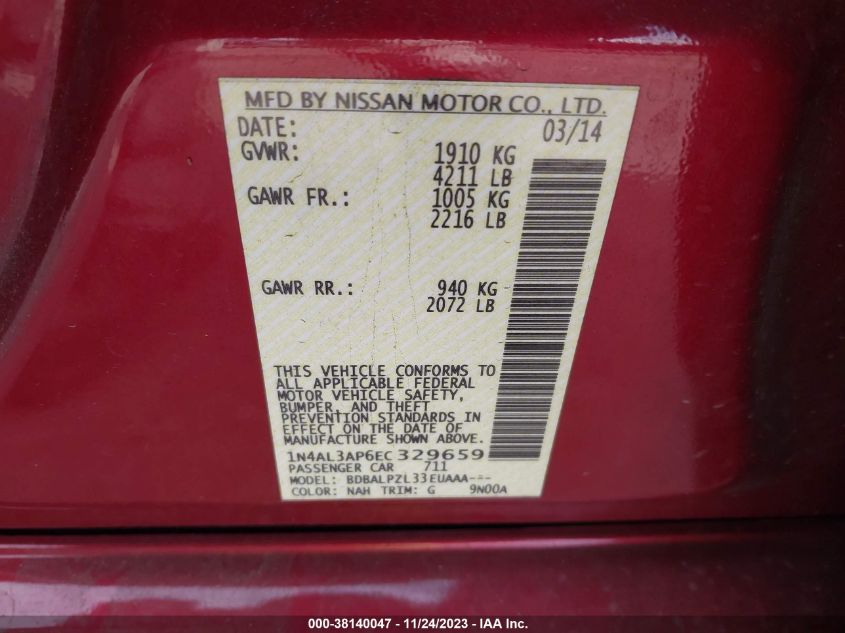 MFD BY NISSAN MOTOR CO., LTD.
DATE: 03/14
GVWR: 1910 KG
4211 LB
GAWR FR.: 1005 KG
2216 LB
GAWR RR.: 940 KG
2072 LB
THIS VEHICLE CONFORMS TO
ALL APPLICABLE FEDERAL
MOTOR VEHICLE SAFETY,
BUMPER, AND THEFT
PREVENTION STANDARDS IN
EFFECT ON THE DATE OF
MANUFACTURE SHOWN ABOVE.
1N4AL3AP6EC 329659
PASSENGER CAR 711
MODEL: BDBALPZL33EUAAA---
COLOR: NAH TRIM: G 9N00A
000-38140047 - 11/24/2023 - IAA Inc.